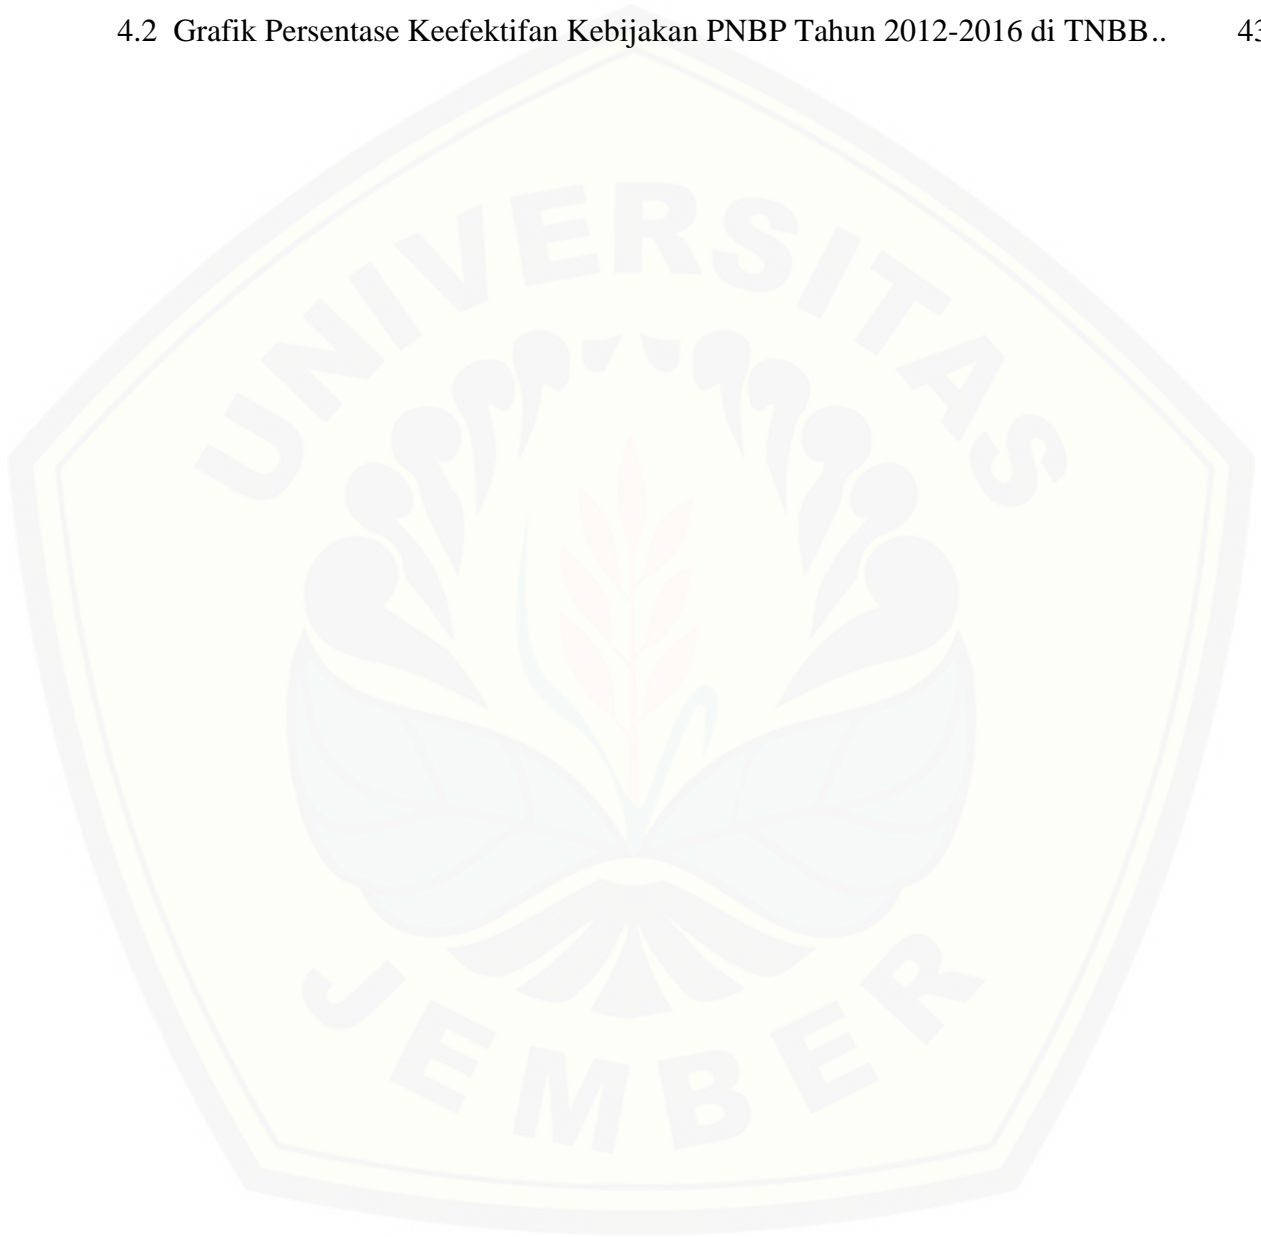 4.2 Grafik Persentase Keefektifan Kebijakan PNBP Tahun 2012-2016 di TNBB.. 43
UNIVERSITAS
JEMBER